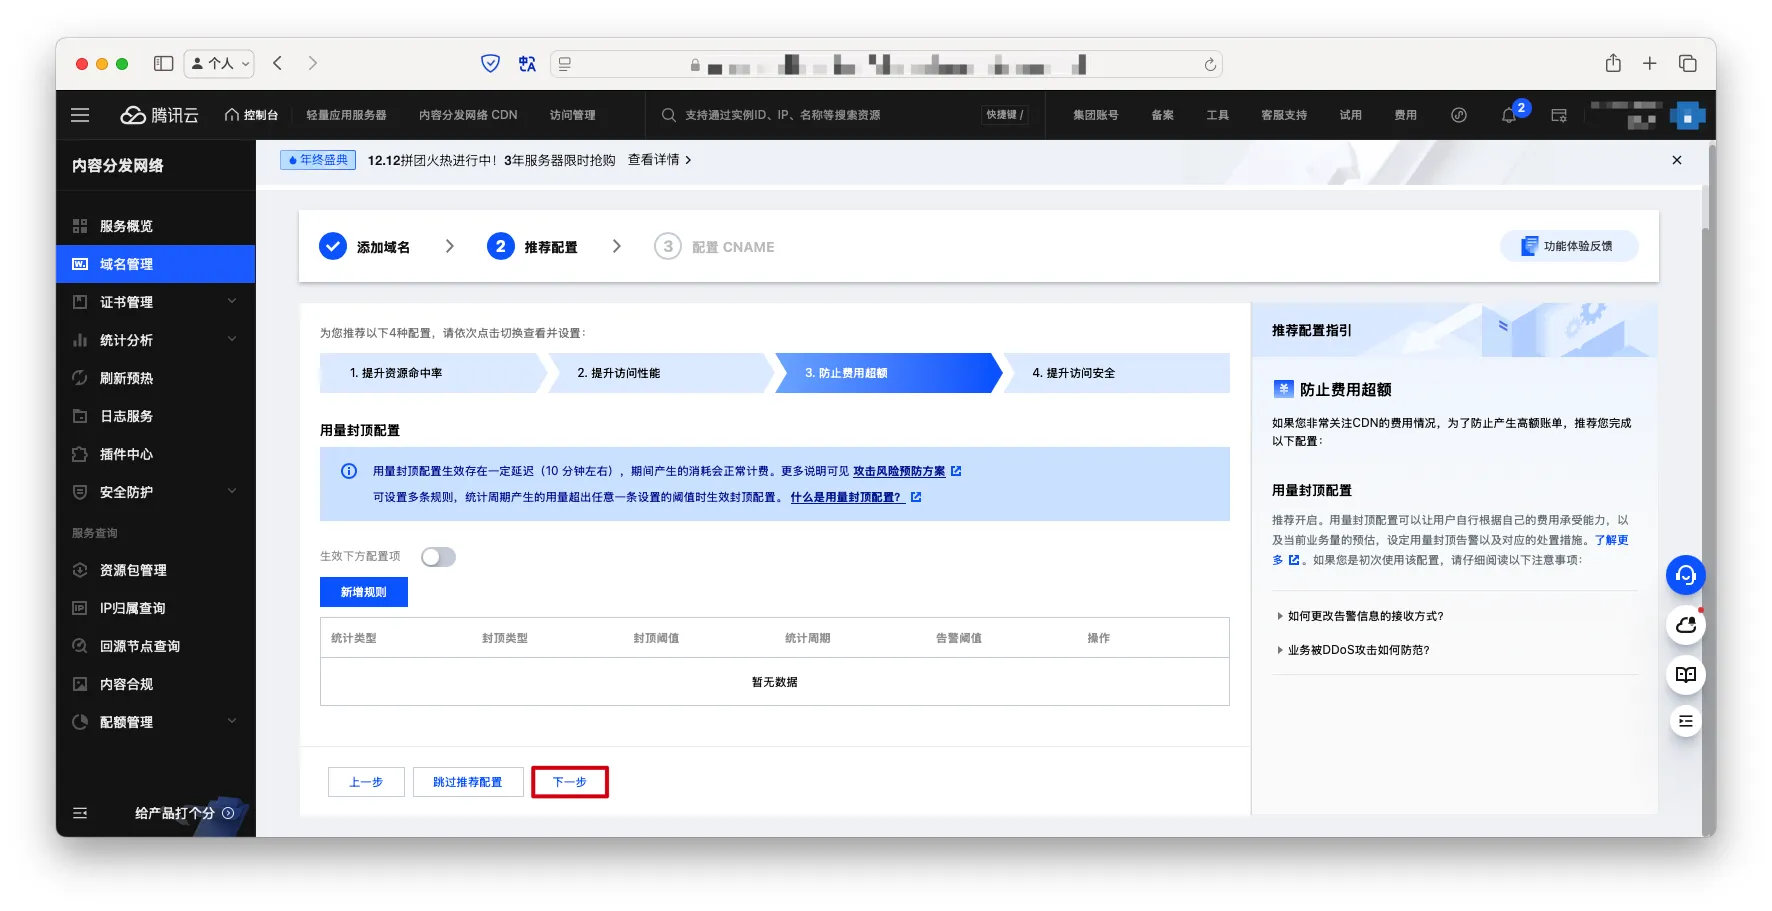 个人
腾讯云
控制台
轻量应用服务器
内容分发网络 CDN
访问管理
支持通过实例ID、IP、名称等搜索资源
快捷键 /
集团账号
备案
工具
客服支持
试用
费用
2
内容分发网络
服务概览
域名管理
证书管理
统计分析
刷新预热
日志服务
插件中心
安全防护
服务查询
资源包管理
IP归属查询
回源节点查询
内容合规
配额管理
给产品打个分
年终盛典
12.12拼团火热进行中！3年服务器限时抢购
查看详情
添加域名
2 推荐配置
3 配置 CNAME
功能体验反馈
为您推荐以下4种配置，请依次点击切换查看并设置：
1. 提升资源命中率
2. 提升访问性能
3. 防止费用超额
4. 提升访问安全
用量封顶配置
用量封顶配置生效存在一定延迟（10 分钟左右），期间产生的消耗会正常计费。更多说明可见 攻击风险预防方案
可设置多条规则，统计周期产生的用量超出任意一条设置的阈值时生效封顶配置。 什么是用量封顶配置？
生效下方配置项
新增规则
统计类型 封顶类型 封顶阈值 统计周期 告警阈值 操作
暂无数据
上一步
跳过推荐配置
下一步
推荐配置指引
防止费用超额
如果您非常关注CDN的费用情况，为了防止产生高额账单，推荐您完成
以下配置：
用量封顶配置
推荐开启。用量封顶配置可以让用户自行根据自己的费用承受能力，以
及当前业务量的预估，设定用量封顶告警以及对应的处置措施。了解更
多 。如果您是初次使用该配置，请仔细阅读以下注意事项：
如何更改告警信息的接收方式？
业务被DDoS攻击如何防范？